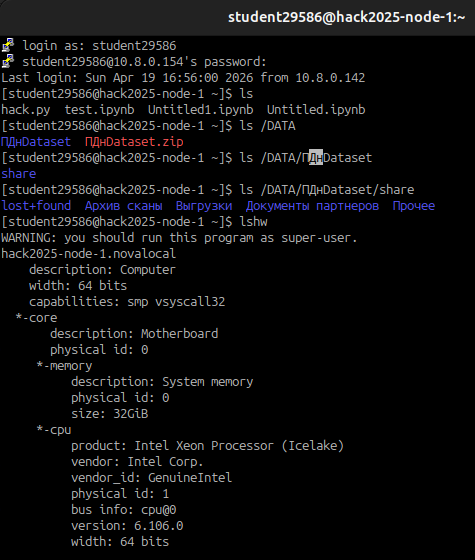 student29586@hack2025-node-1:~
login as: student29586
student29586@10.8.0.154's password:
Last login: Sun Apr 19 16:56:00 2026 from 10.8.0.142
[student29586@hack2025-node-1 ~]$ ls
hack.py  test.ipynb  Untitled1.ipynb  Untitled.ipynb
[student29586@hack2025-node-1 ~]$ ls /DATA
ПДнDataset  ПДнDataset.zip
[student29586@hack2025-node-1 ~]$ ls /DATA/ПДнDataset
share
[student29586@hack2025-node-1 ~]$ ls /DATA/ПДнDataset/share
lost+found  Архив сканы  Выгрузки  Документы партнеров  Прочее
[student29586@hack2025-node-1 ~]$ lshw
WARNING: you should run this program as super-user.
hack2025-node-1.novalocal
    description: Computer
    width: 64 bits
    capabilities: smp vsyscall32
  *-core
       description: Motherboard
       physical id: 0
     *-memory
          description: System memory
          physical id: 0
          size: 32GiB
     *-cpu
          product: Intel Xeon Processor (Icelake)
          vendor: Intel Corp.
          vendor_id: GenuineIntel
          physical id: 1
          bus info: cpu@0
          version: 6.106.0
          width: 64 bits